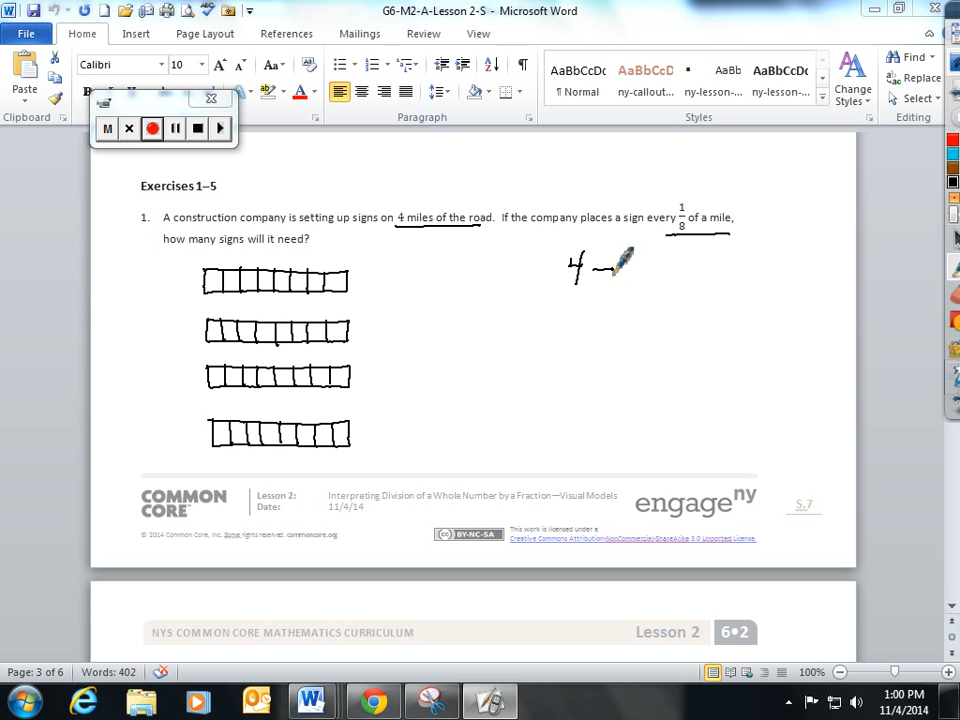 G6-M2-A-Lesson 2-S - Microsoft Word
File Home Insert Page Layout References Mailings Review View
Calibri 10
Paste
Clipboard
M
Paragraph
AaBbCcDc AaBbCcD AaBb AaBbCcDc
¶ Normal ny-callout... ny-lesson-... ny-lesson-...
Styles
Change Styles
Find
Replace
Select
Editing
Exercises 1–5
1. A construction company is setting up signs on 4 miles of the road. If the company places a sign every 1/8 of a mile,
how many signs will it need?
4 –
COMMON CORE™
Lesson 2: Interpreting Division of a Whole Number by a Fraction—Visual Models
Date: 11/4/14
engage ny
S.7
© 2014 Common Core, Inc. Some rights reserved. commoncore.org
CC BY-NC-SA
This work is licensed under a
Creative Commons Attribution-NonCommercial-ShareAlike 3.0 Unported License.
NYS COMMON CORE MATHEMATICS CURRICULUM Lesson 2 6•2
Page: 3 of 6 Words: 402 100%
1:00 PM
11/4/2014